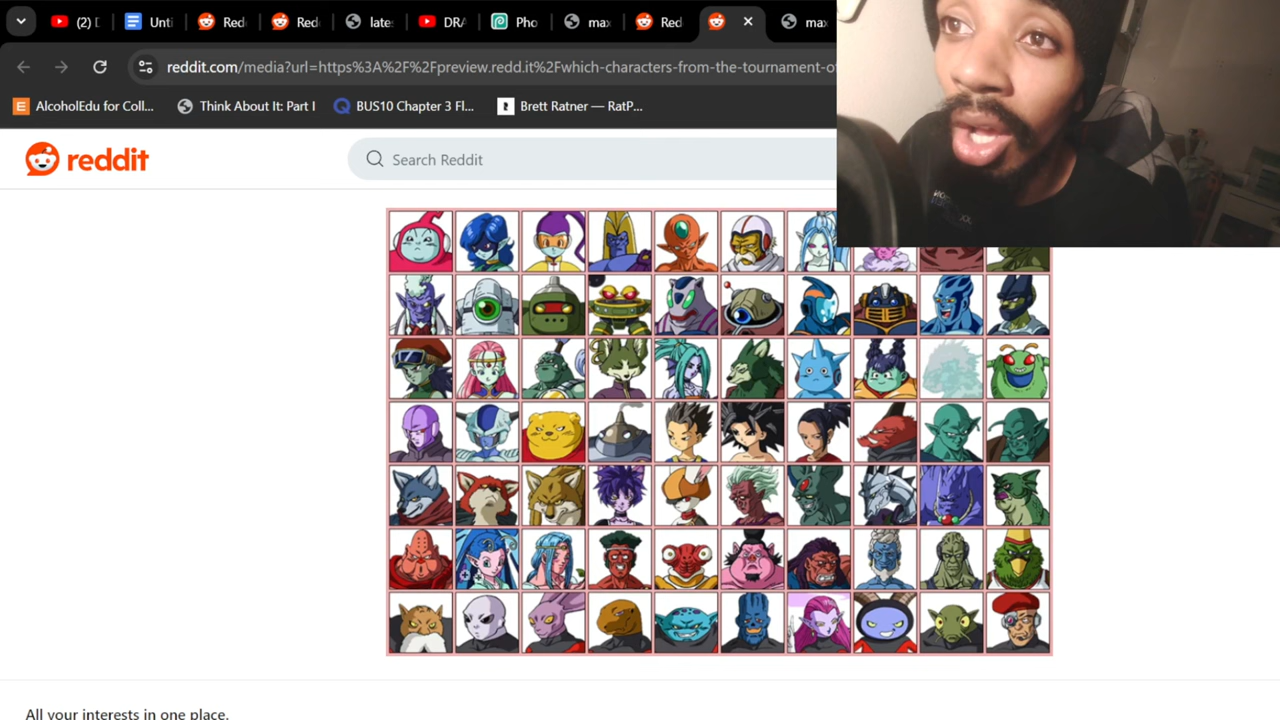 (2) D
Unti
Red
Red
late
DRA
Pho
max
Red
max
reddit.com/media?url=https%3A%2F%2Fpreview.redd.it%2Fwhich-characters-from-the-tournament-o
AlcoholEdu for Coll...
Think About It: Part I
BUS10 Chapter 3 Fl...
Brett Ratner — RatP...
reddit
Search Reddit
All your interests in one place.